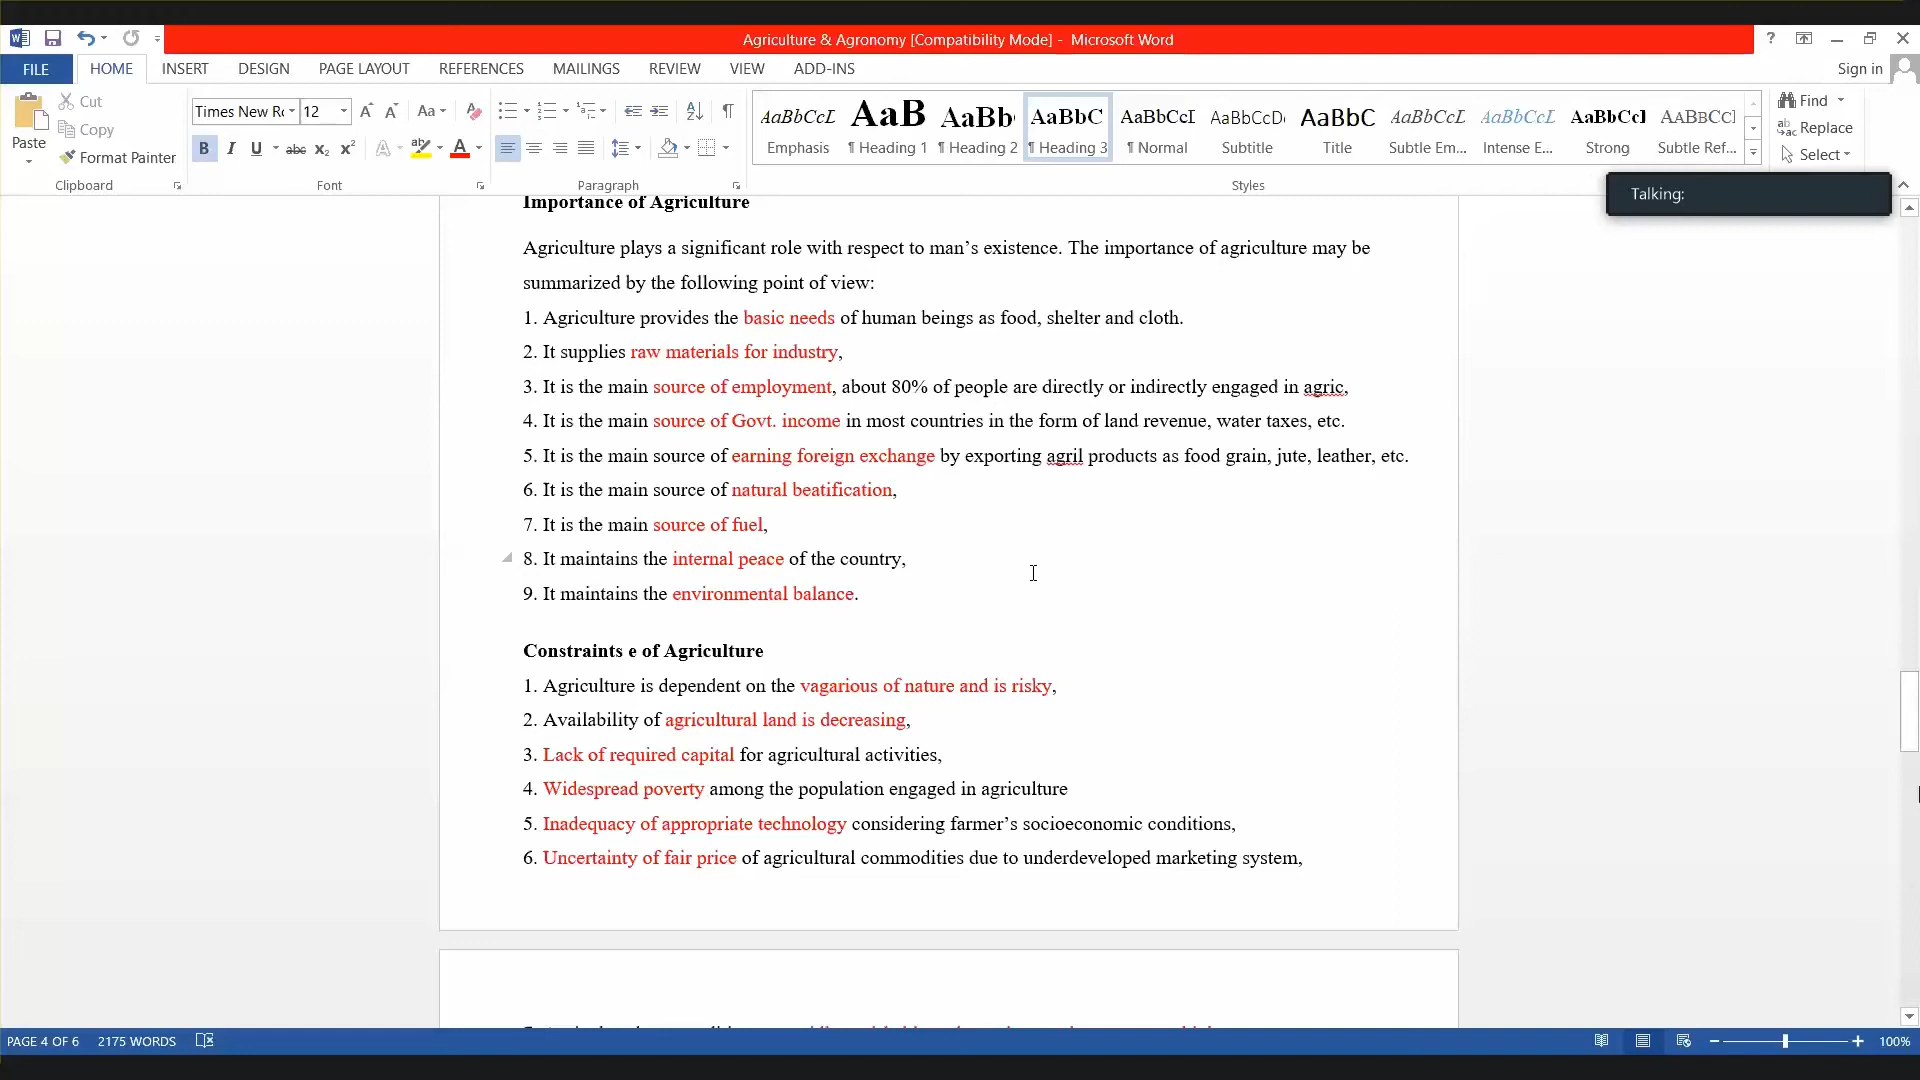 Agriculture & Agronomy [Compatibility Mode] - Microsoft Word
?
FILE HOME INSERT DESIGN PAGE LAYOUT REFERENCES MAILINGS REVIEW VIEW ADD-INS Sign in
Paste
Cut
Copy
Format Painter
Clipboard
Times New Ro 12
Font
Paragraph
AaBbCcL AaB AaBb AaBbC AaBbCcI AaBbCcDc AaBbC AaBbCcL AaBbCcL AaBbCcI AABBCCI
Emphasis ¶ Heading 1 ¶ Heading 2 ¶ Heading 3 ¶ Normal Subtitle Title Subtle Em... Intense E... Strong Subtle Ref...
Styles
Find
Replace
Select
Talking:
Importance of Agriculture
Agriculture plays a significant role with respect to man’s existence. The importance of agriculture may be
summarized by the following point of view:
1. Agriculture provides the basic needs of human beings as food, shelter and cloth.
2. It supplies raw materials for industry,
3. It is the main source of employment, about 80% of people are directly or indirectly engaged in agric,
4. It is the main source of Govt. income in most countries in the form of land revenue, water taxes, etc.
5. It is the main source of earning foreign exchange by exporting agril products as food grain, jute, leather, etc.
6. It is the main source of natural beatification,
7. It is the main source of fuel,
8. It maintains the internal peace of the country,
9. It maintains the environmental balance.
Constraints e of Agriculture
1. Agriculture is dependent on the vagarious of nature and is risky,
2. Availability of agricultural land is decreasing,
3. Lack of required capital for agricultural activities,
4. Widespread poverty among the population engaged in agriculture
5. Inadequacy of appropriate technology considering farmer’s socioeconomic conditions,
6. Uncertainty of fair price of agricultural commodities due to underdeveloped marketing system,
PAGE 4 OF 6 2175 WORDS 100%